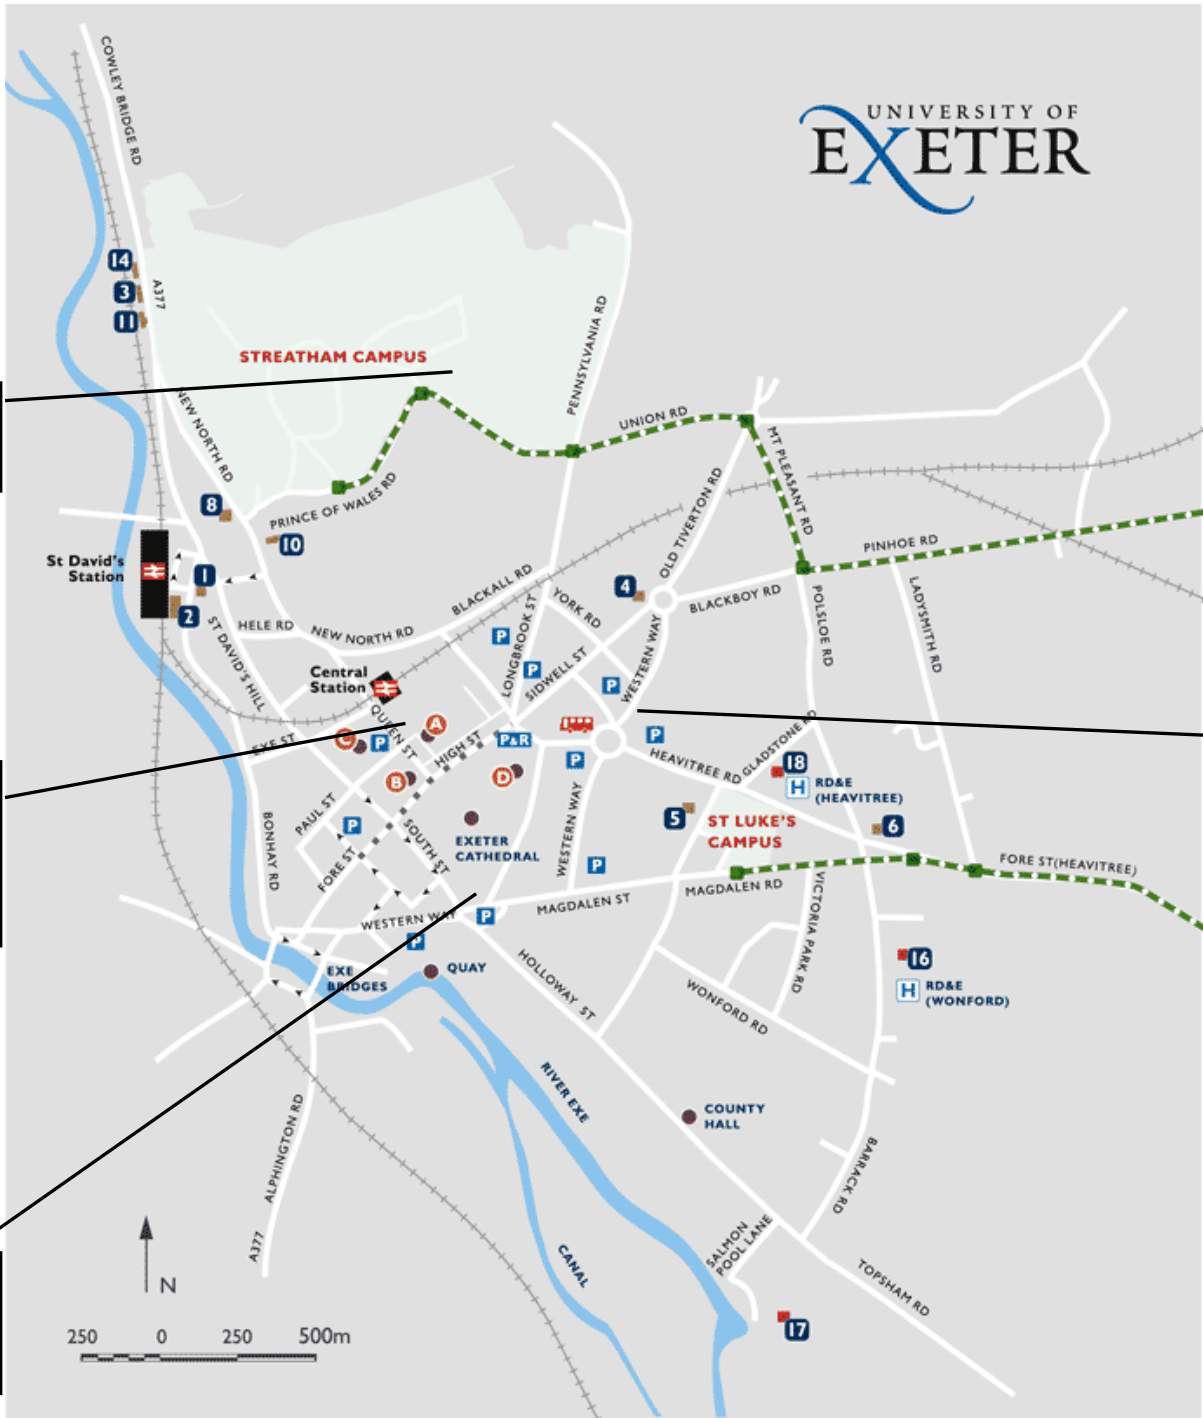 UNIVERSITY OF
EXETER
COWLEY BRIDGE RD
A377
14
3
11
STREATHAM CAMPUS
PENNSYLVANIA RD
NEW NORTH RD
UNION RD
MT PLEASANT RD
8
PRINCE OF WALES RD
10
OLD TIVERTON RD
PINHOE RD
St David's
Station
1
2
BLACKALL RD
4
YORK RD
BLACKBOY RD
POLSLOE RD
LADYSMITH RD
HELE RD
NEW NORTH RD
ST DAVID'S HILL
P
LONGBROOK ST
P
SIDWELL ST
P
WESTERN WAY
Central
Station
QUEEN ST
A
C
P
EXE ST
HIGH ST
P&R
P
P
HEAVITREE RD
GLADSTONE RD
18
H
RD&E
(HEAVITREE)
B
D
5
ST LUKE'S
CAMPUS
6
PAUL ST
P
SOUTH ST
EXETER
CATHEDRAL
WESTERN WAY
P
BONHAY RD
FORE ST
FORE ST(HEAVITREE)
MAGDALEN RD
MAGDALEN ST
VICTORIA PARK RD
WESTERN WAY
P
P
EXE
BRIDGES
QUAY
HOLLOWAY ST
WONFORD RD
16
H
RD&E
(WONFORD)
RIVER EXE
COUNTY
HALL
ALPHINGTON RD
BARRACK RD
A377
N
CANAL
SALMON
POOL LANE
TOPSHAM RD
17
250 0 250 500m